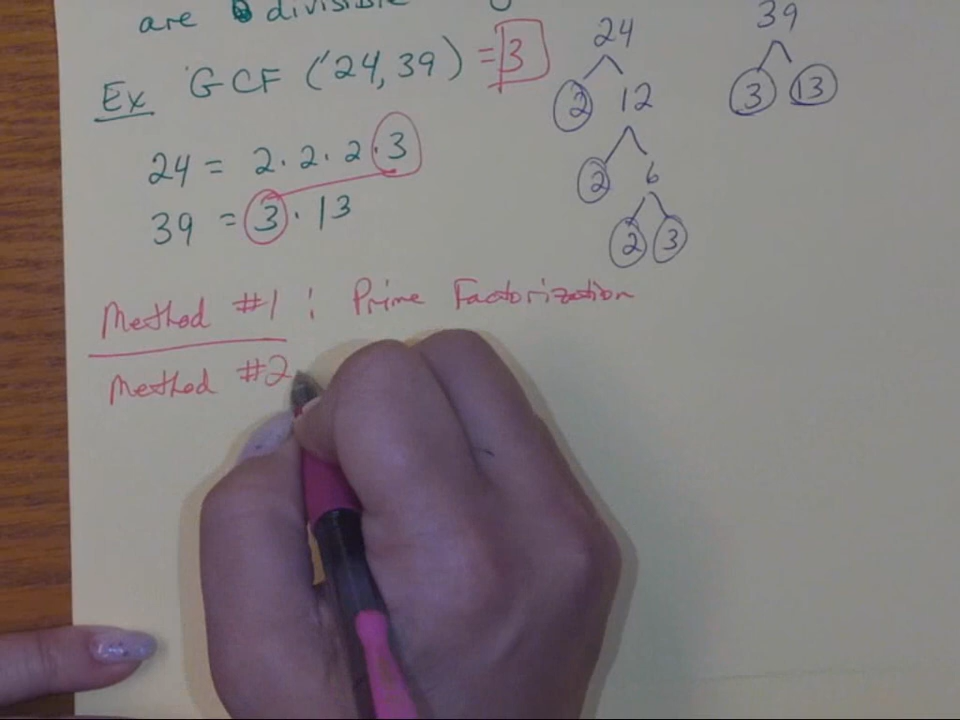 are divisible
Ex GCF (24, 39) = 3
24 = 2 · 2 · 2 · 3
39 = 3 · 13
24
2 12
2 6
2 3
39
3 13
Method #1 : Prime Factorization
Method #2